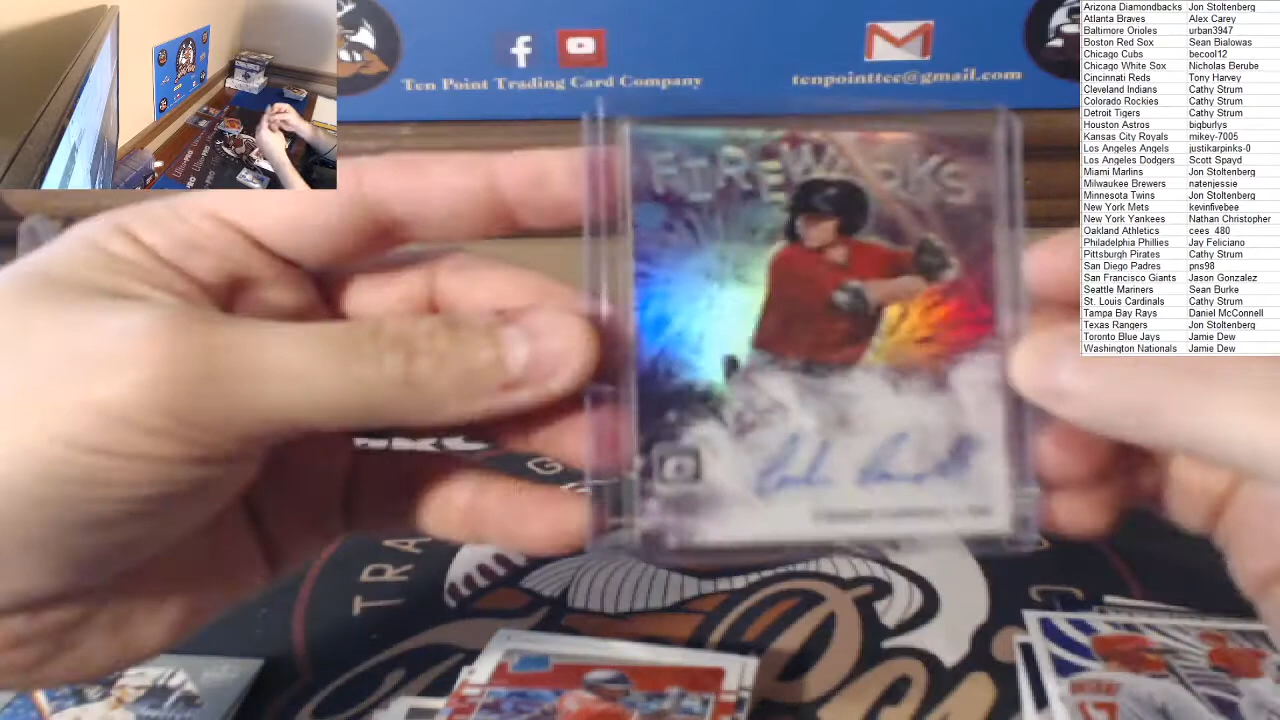 Ten Point Trading Card Company
tenpointtcc@gmail.com
FIREWORKS
TRA
G
C
17
Arizona Diamondbacks Jon Stoltenberg
Atlanta Braves Alex Carey
Baltimore Orioles urban3947
Boston Red Sox Sean Bialowas
Chicago Cubs becool12
Chicago White Sox Nicholas Berube
Cincinnati Reds Tony Harvey
Cleveland Indians Cathy Strum
Colorado Rockies Cathy Strum
Detroit Tigers Cathy Strum
Houston Astros bigburlys
Kansas City Royals mikey-7005
Los Angeles Angels justikarpinks-0
Los Angeles Dodgers Scott Spayd
Miami Marlins Jon Stoltenberg
Milwaukee Brewers natenjessie
Minnesota Twins Jon Stoltenberg
New York Mets kevinfivebee
New York Yankees Nathan Christopher
Oakland Athletics cees_480
Philadelphia Phillies Jay Feliciano
Pittsburgh Pirates Cathy Strum
San Diego Padres pns98
San Francisco Giants Jason Gonzalez
Seattle Mariners Sean Burke
St. Louis Cardinals Cathy Strum
Tampa Bay Rays Daniel McConnell
Texas Rangers Jon Stoltenberg
Toronto Blue Jays Jamie Dew
Washington Nationals Jamie Dew